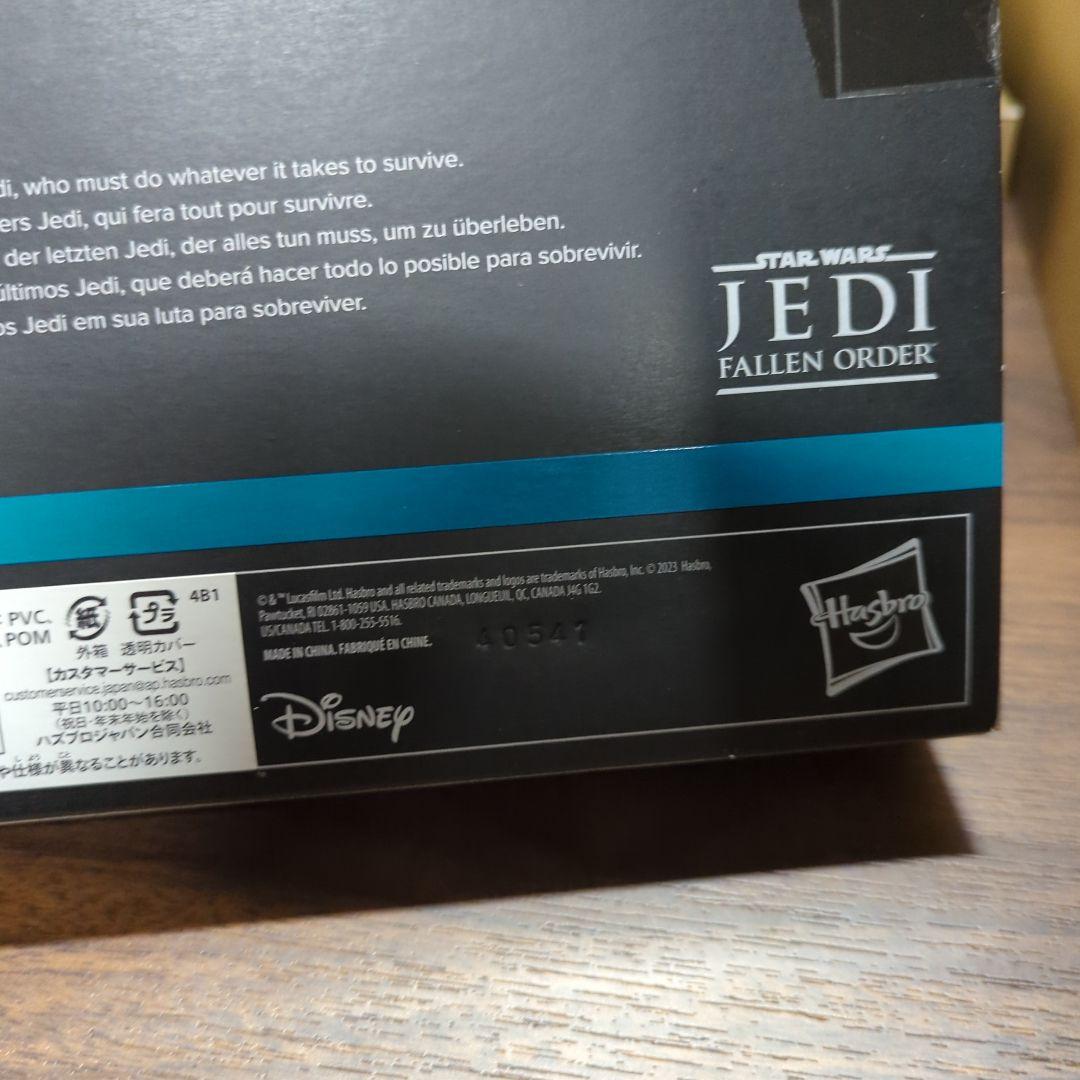 di, who must do whatever it takes to survive.
ers Jedi, qui fera tout pour survivre.
der letzten Jedi, der alles tun muss, um zu überleben.
últimos Jedi, que deberá hacer todo lo posible para sobrevivir.
os Jedi em sua luta para sobreviver.
STAR WARS
JEDI
FALLEN ORDER™
PVC.
POM
紙
プラ
4B1
外箱 透明カバー
【カスタマーサービス】
customerservice.japan@ap.hasbro.com
平日10:00〜16:00
(祝日・年末年始を除く)
ハズブロジャパン合同会社
や仕様が異なることがあります。
© & ™ Lucasfilm Ltd. Hasbro and all related trademarks and logos are trademarks of Hasbro, Inc. © 2023 Hasbro,
Pawtucket, RI 02861-1059 USA. HASBRO CANADA, LONGUEUIL, QC, CANADA J4G 1G2.
US/CANADA TEL. 1-800-255-5516.
MADE IN CHINA. FABRIQUÉ EN CHINE.
40541
Disney
Hasbro